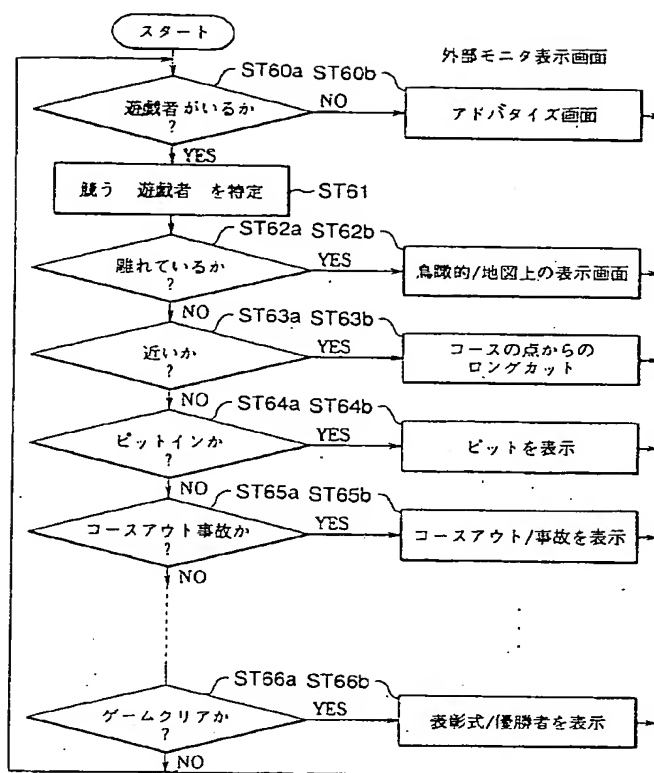 スタート
ST60a ST60b
外部モニタ表示画面
遊戯者がいるか
?
NO
アドバタイズ画面
YES
競う 遊戯者 を特定
ST61
ST62a ST62b
離れているか
?
YES
鳥瞰的/地図上の表示画面
NO
ST63a ST63b
近いか
?
YES
コースの点からの
ロングカット
NO
ST64a ST64b
ピットインか
?
YES
ピットを表示
NO
ST65a ST65b
コースアウト事故か
?
YES
コースアウト/事故を表示
NO
ST66a ST66b
ゲームクリアか
?
YES
表彰式/優勝者を表示
NO